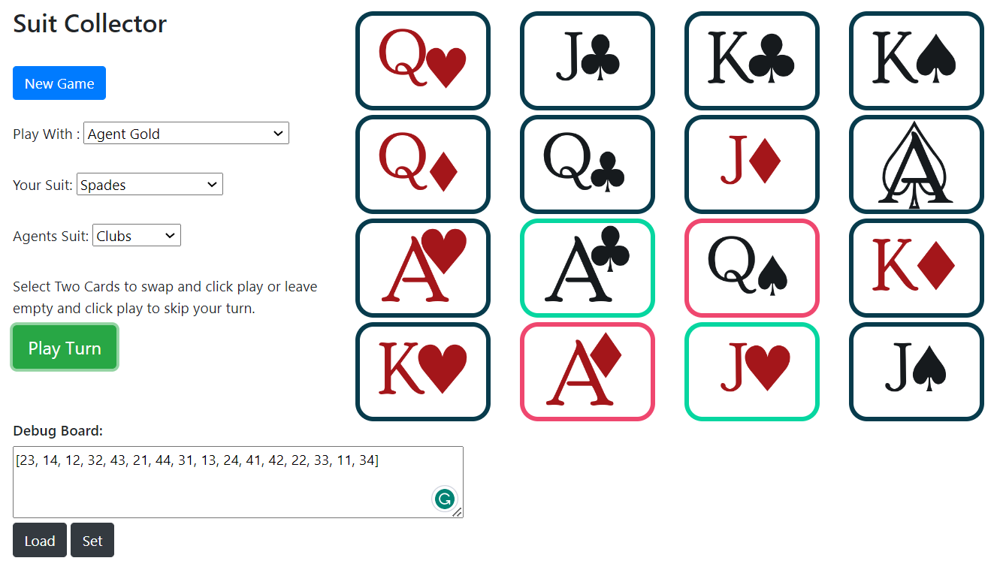 Suit Collector
New Game
Play With : Agent Gold
Your Suit: Spades
Agents Suit: Clubs
Select Two Cards to swap and click play or leave
empty and click play to skip your turn.
Play Turn
Debug Board:
[23, 14, 12, 32, 43, 21, 44, 31, 13, 24, 41, 42, 22, 33, 11, 34]
G
Load Set
Q♥ J♣ K♣ K♠
Q♦ Q♣ J♦ A♠
A♥ A♣ Q♠ K♦
K♥ A♦ J♥ J♠